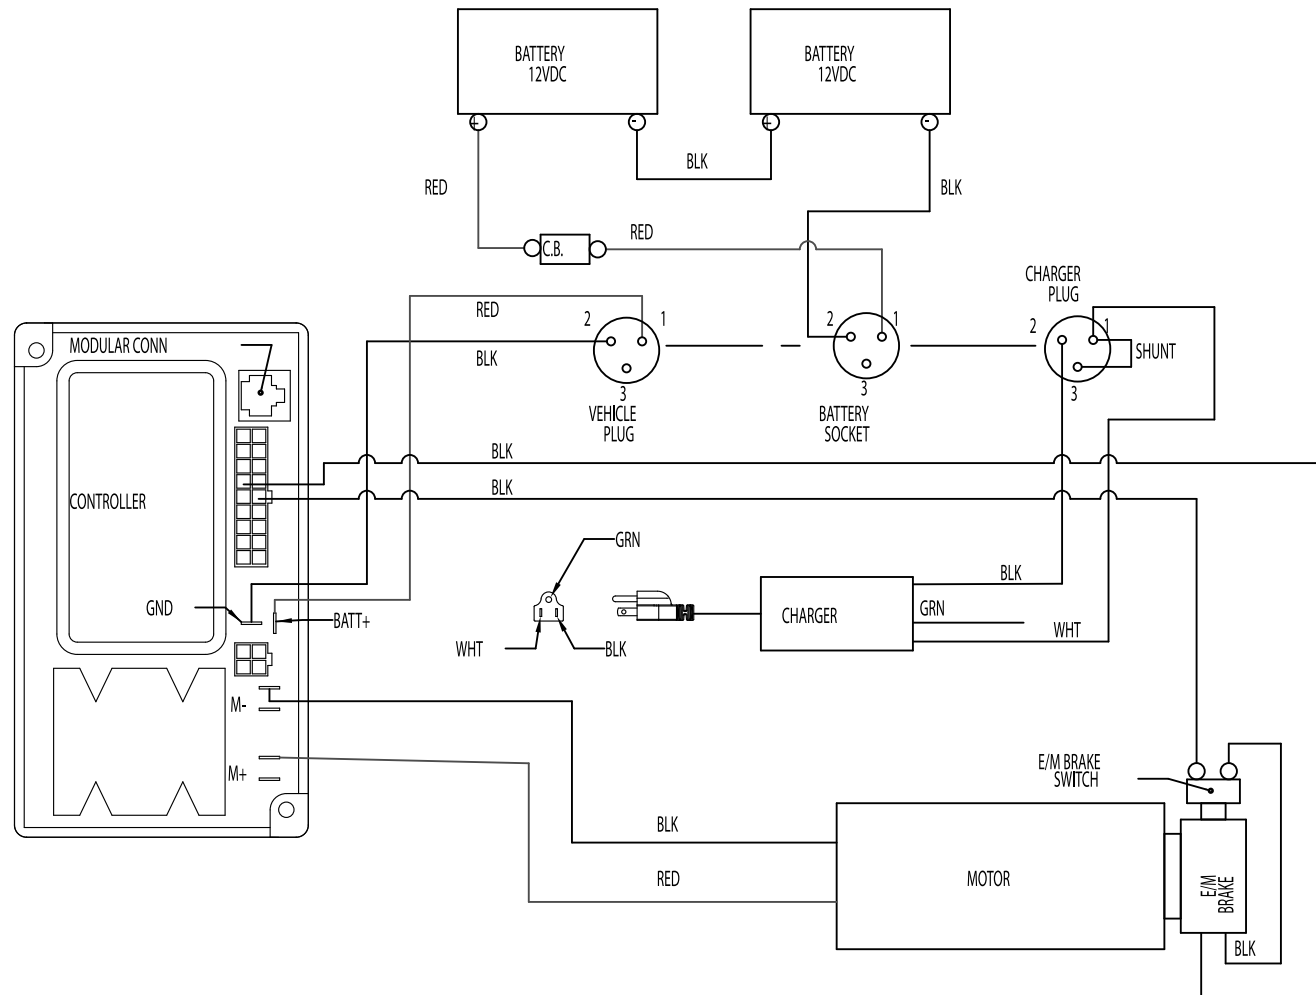 BATTERY
12VDC
BATTERY
12VDC
+
-
+
-
BLK
RED
BLK
C.B.
RED
CHARGER
PLUG
RED
2
1
2
1
2
1
MODULAR CONN
BLK
SHUNT
3
3
3
VEHICLE
PLUG
BATTERY
SOCKET
BLK
BLK
CONTROLLER
GRN
BLK
GND
BATT+
CHARGER
GRN
WHT
WHT
BLK
M-
M+
E/M BRAKE
SWITCH
BLK
RED
MOTOR
E/M
BRAKE
BLK